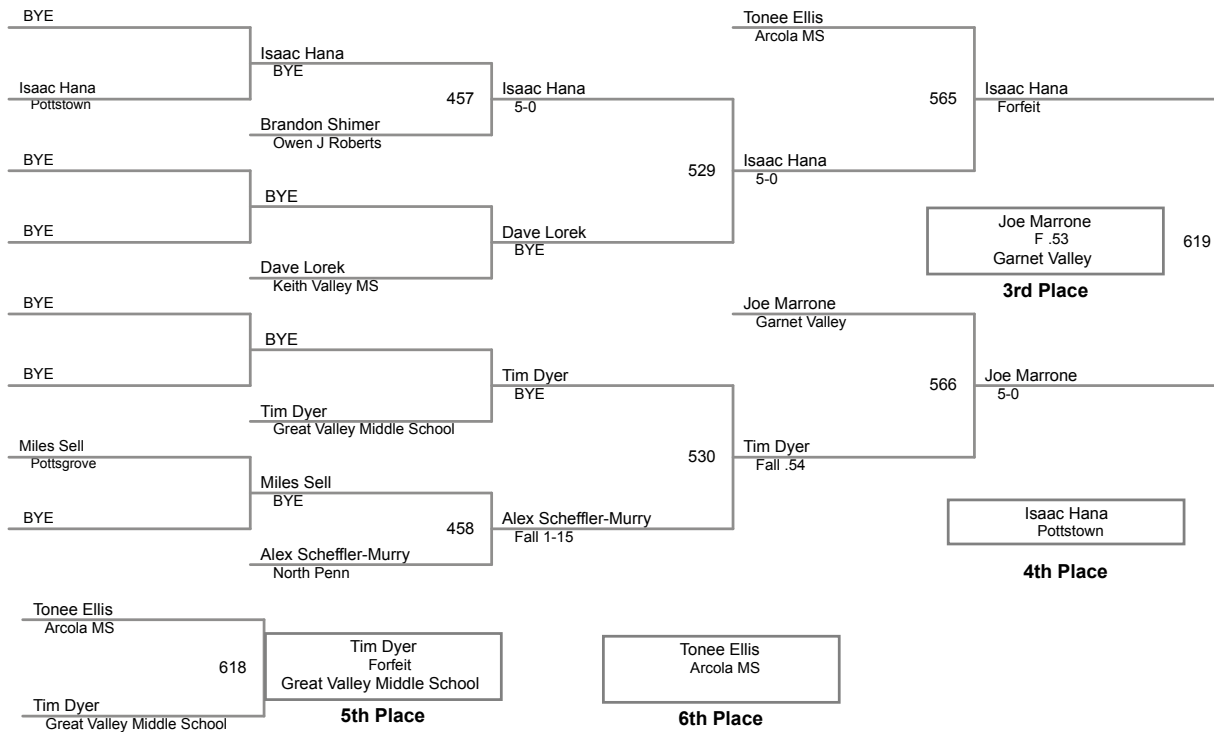 BYE
Tonee Ellis
Arcola MS
Isaac Hana
BYE
Isaac Hana
Pottstown
457
Isaac Hana
5-0
565
Isaac Hana
Forfeit
Brandon Shimer
Owen J Roberts
BYE
529
Isaac Hana
5-0
BYE
BYE
Dave Lorek
BYE
Joe Marrone
F .53
Garnet Valley
619
3rd Place
Dave Lorek
Keith Valley MS
BYE
Joe Marrone
Garnet Valley
BYE
BYE
Tim Dyer
BYE
566
Joe Marrone
5-0
Tim Dyer
Great Valley Middle School
Miles Sell
Pottsgrove
530
Tim Dyer
Fall .54
Miles Sell
BYE
BYE
458
Alex Scheffler-Murry
Fall 1-15
Isaac Hana
Pottstown
4th Place
Alex Scheffler-Murry
North Penn
Tonee Ellis
Arcola MS
618
Tim Dyer
Forfeit
Great Valley Middle School
5th Place
Tonee Ellis
Arcola MS
6th Place
Tim Dyer
Great Valley Middle School